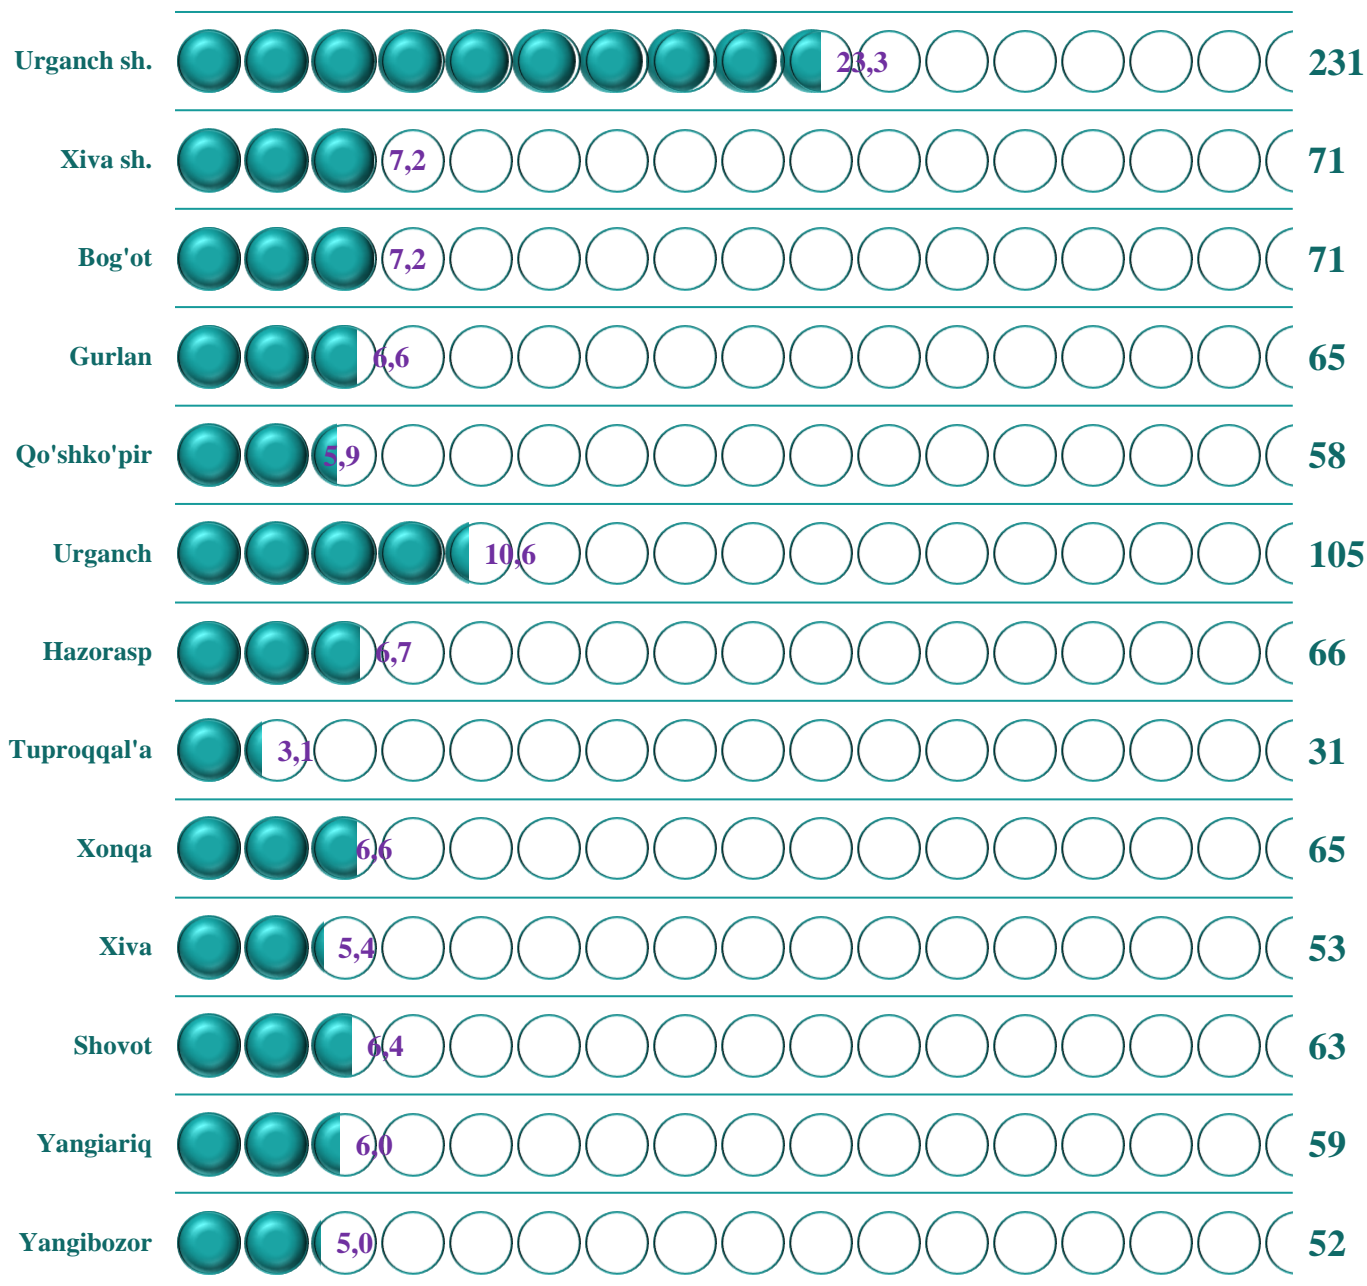 Urganch sh. 23,3 231
Xiva sh. 7,2 71
Bog'ot 7,2 71
Gurlan 6,6 65
Qo'shko'pir 5,9 58
Urganch 10,6 105
Hazorasp 6,7 66
Tuproqqal'a 3,1 31
Xonqa 6,6 65
Xiva 5,4 53
Shovot 6,4 63
Yangiariq 6,0 59
Yangibozor 5,0 52